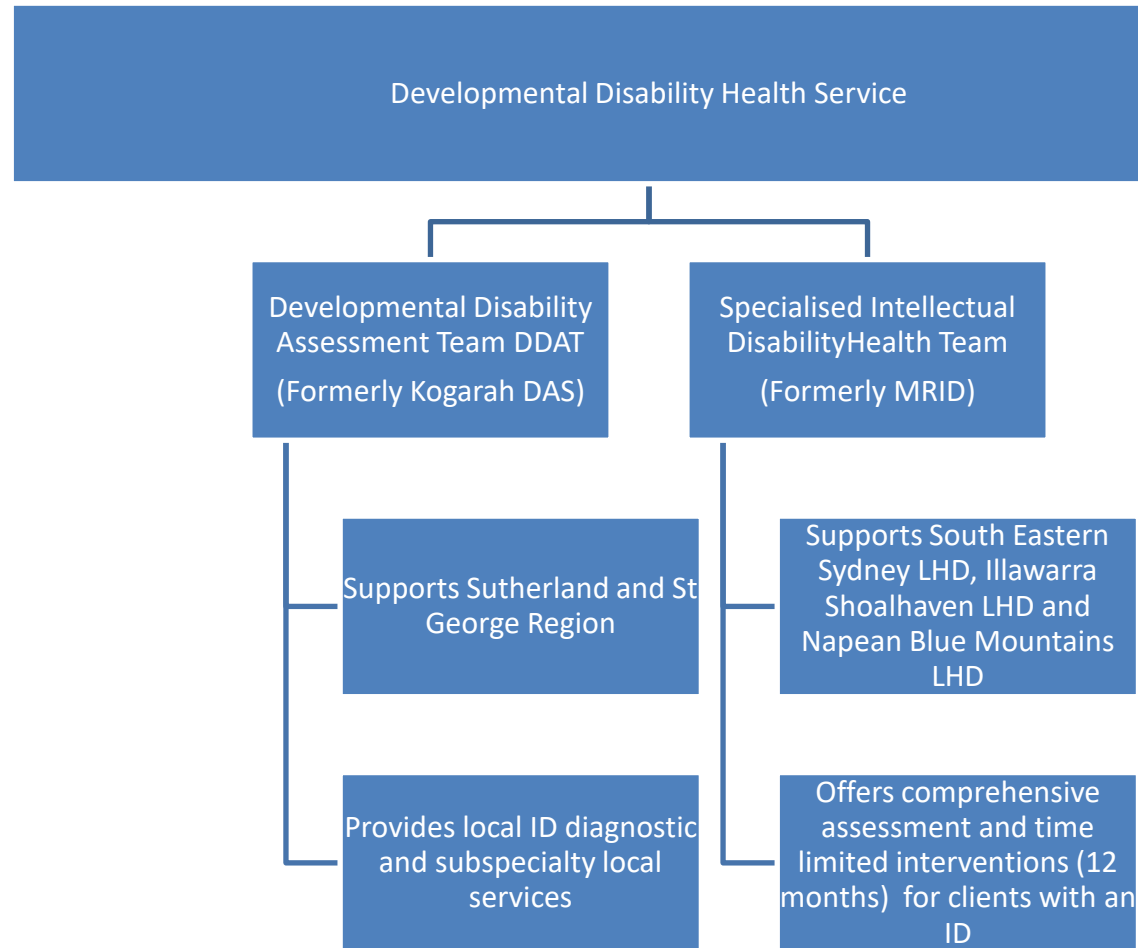 Developmental Disability Health Service
Developmental Disability
Assessment Team DDAT
(Formerly Kogarah DAS)
Supports Sutherland and St
George Region
Provides local ID diagnostic
and subspecialty local
services
Specialised Intellectual
DisabilityHealth Team
(Formerly MRID)
Supports South Eastern
Sydney LHD, Illawarra
Shoalhaven LHD and
Napean Blue Mountains
LHD
Offers comprehensive
assessment and time
limited interventions (12
months)  for clients with an
ID